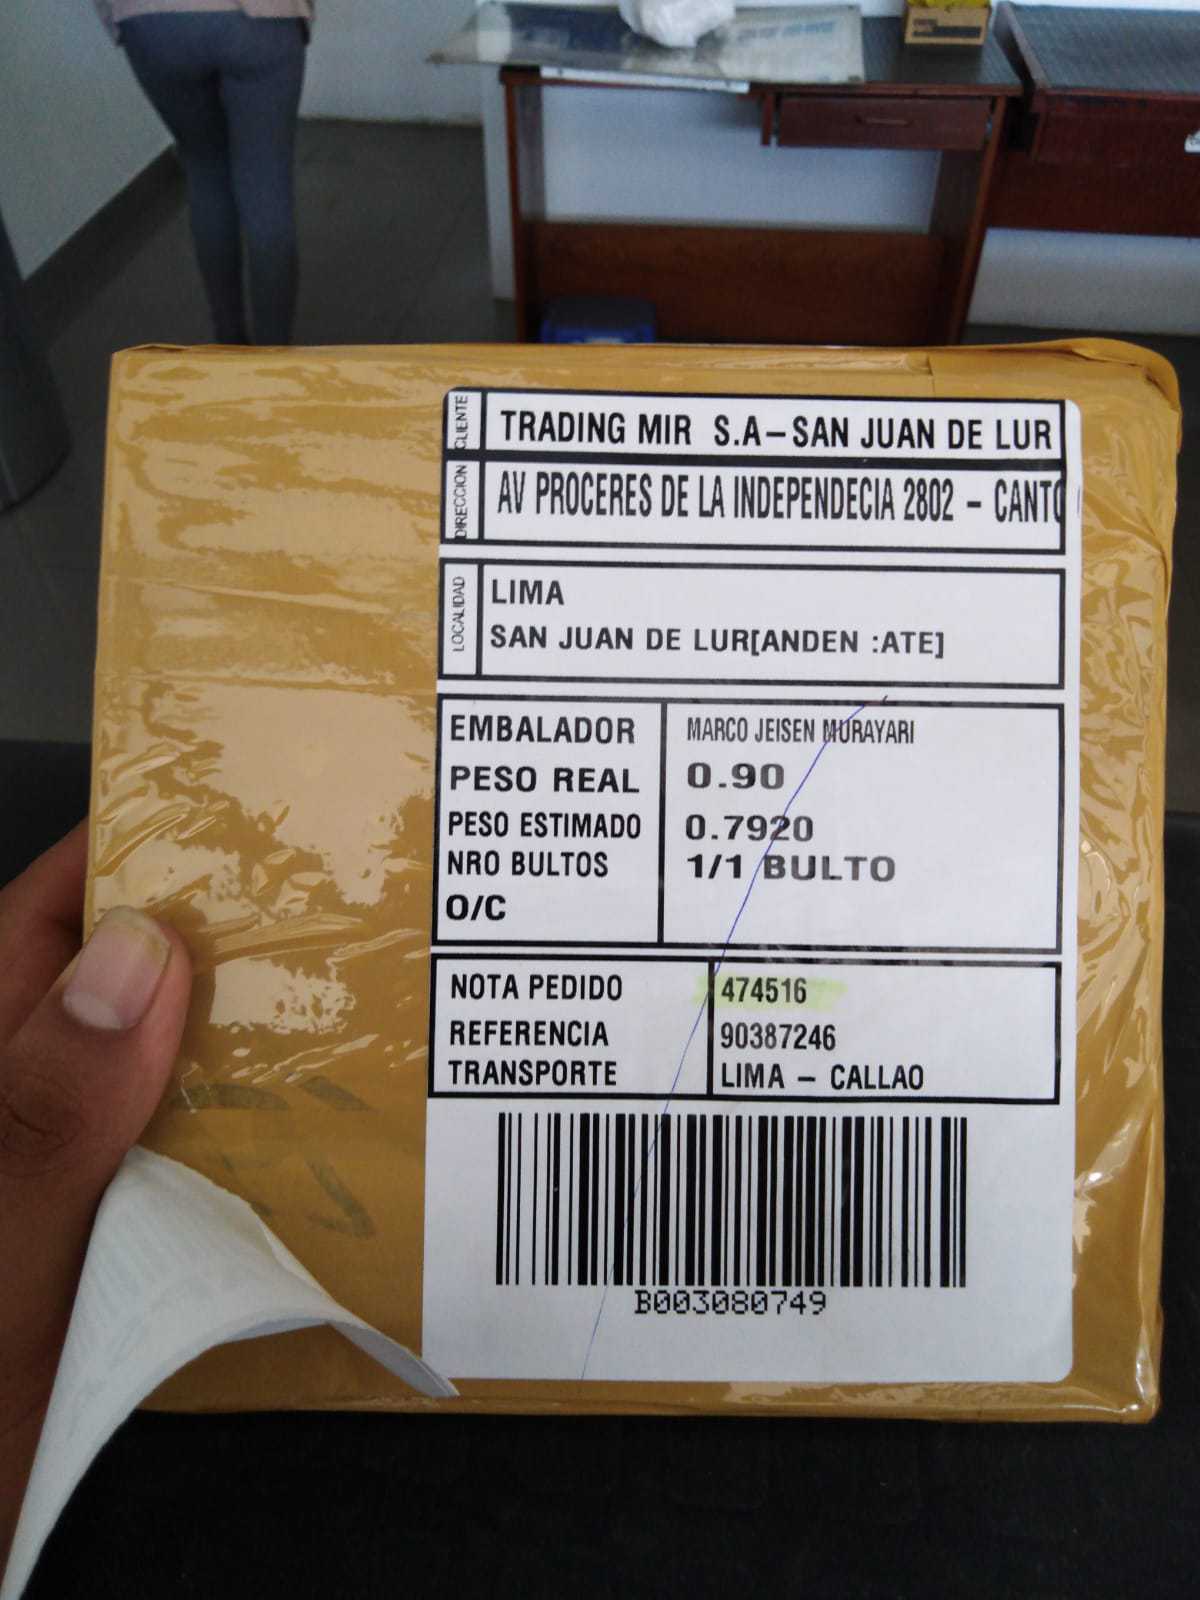 CLIENTE TRADING MIR S.A-SAN JUAN DE LUR
DIRECCION AV PROCERES DE LA INDEPENDECIA 2802 - CANTO
LOCALIDAD LIMA
SAN JUAN DE LUR[ANDEN :ATE]
EMBALADOR MARCO JEISEN MURAYARI
PESO REAL 0.90
PESO ESTIMADO 0.7920
NRO BULTOS 1/1 BULTO
O/C
NOTA PEDIDO 474516
REFERENCIA 90387246
TRANSPORTE LIMA - CALLAO
B003080749